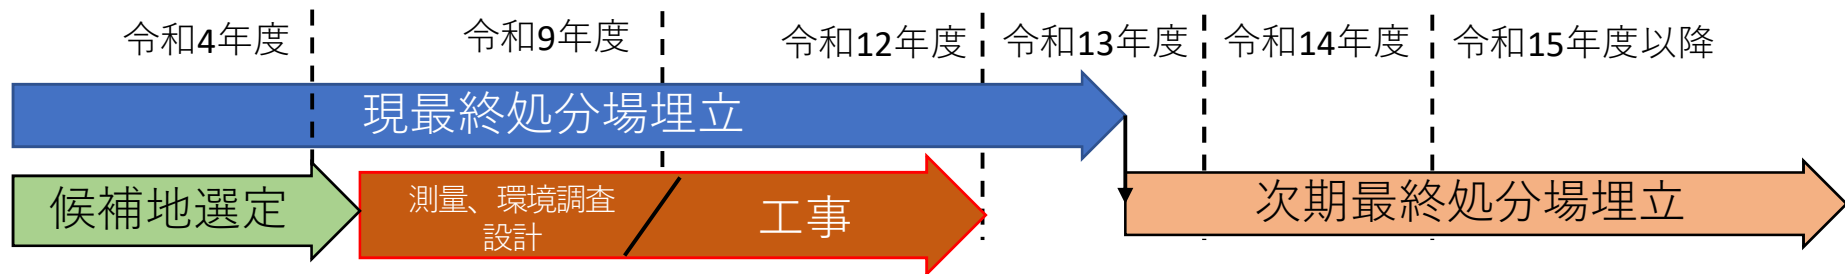 令和4年度
令和9年度
令和12年度
令和13年度
令和14年度
令和15年度以降
現最終処分場埋立
候補地選定
測量、環境調査
設計
工事
次期最終処分場埋立